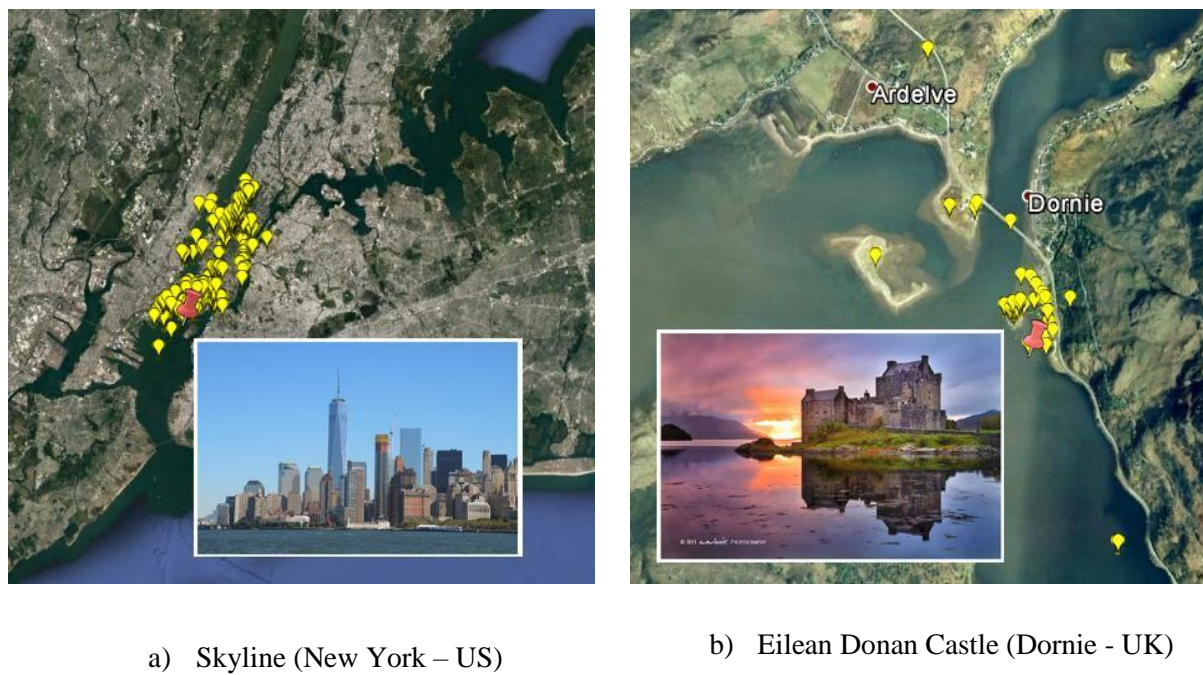 Ardelve
Dornie
a) Skyline (New York – US)
b) Eilean Donan Castle (Dornie - UK)